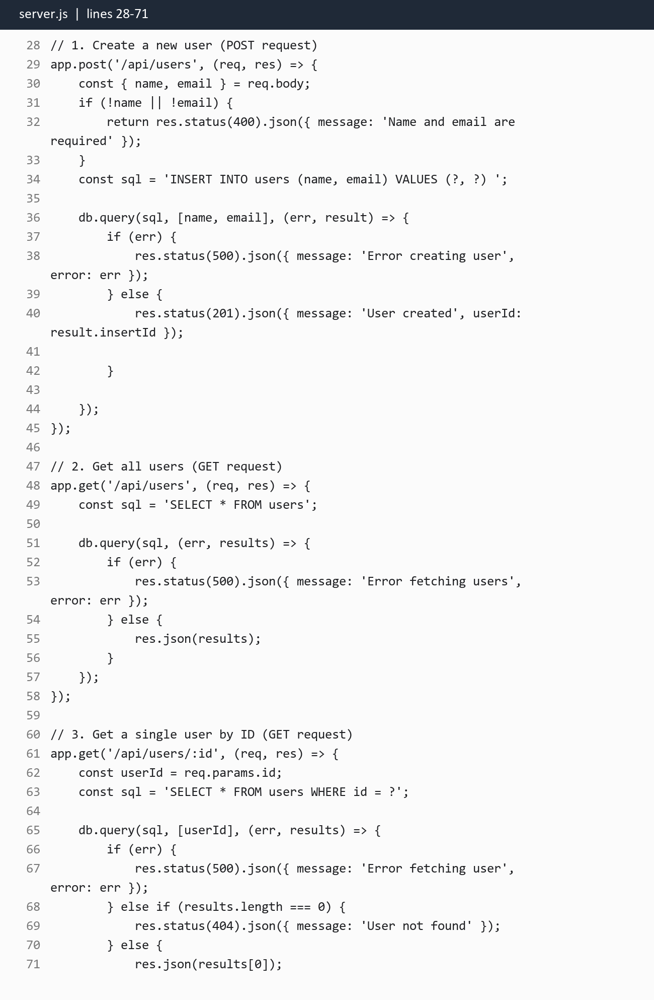 server.js | lines 28-71
28 // 1. Create a new user (POST request)
29 app.post('/api/users', (req, res) => {
30     const { name, email } = req.body;
31     if (!name || !email) {
32         return res.status(400).json({ message: 'Name and email are
required' });
33     }
34     const sql = 'INSERT INTO users (name, email) VALUES (?, ?) ';
35
36     db.query(sql, [name, email], (err, result) => {
37         if (err) {
38             res.status(500).json({ message: 'Error creating user',
error: err });
39         } else {
40             res.status(201).json({ message: 'User created', userId:
result.insertId });
41
42         }
43
44     });
45 });
46
47 // 2. Get all users (GET request)
48 app.get('/api/users', (req, res) => {
49     const sql = 'SELECT * FROM users';
50
51     db.query(sql, (err, results) => {
52         if (err) {
53             res.status(500).json({ message: 'Error fetching users',
error: err });
54         } else {
55             res.json(results);
56         }
57     });
58 });
59
60 // 3. Get a single user by ID (GET request)
61 app.get('/api/users/:id', (req, res) => {
62     const userId = req.params.id;
63     const sql = 'SELECT * FROM users WHERE id = ?';
64
65     db.query(sql, [userId], (err, results) => {
66         if (err) {
67             res.status(500).json({ message: 'Error fetching user',
error: err });
68         } else if (results.length === 0) {
69             res.status(404).json({ message: 'User not found' });
70         } else {
71             res.json(results[0]);